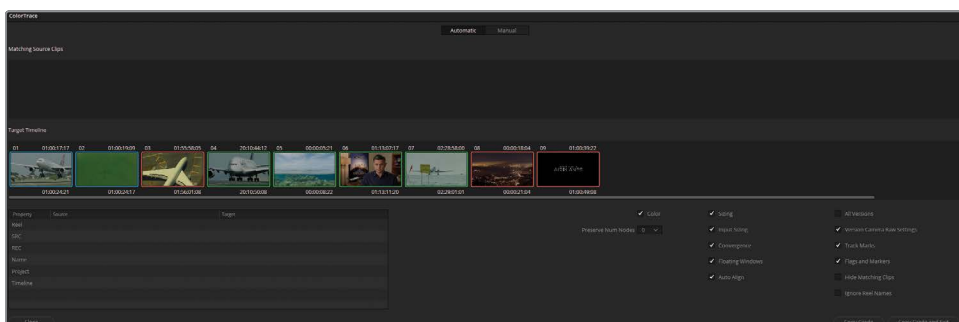 ColorTrace
Automatic Manual
Matching Source Clips
Target Timeline
01 01:00:17:17 02 01:00:19:09 03 01:55:58:05 04 20:10:44:12 05 00:00:05:21 06 01:13:07:17 07 02:28:58:00 08 00:00:18:04 09 01:00:39:22
01:00:24:21 01:00:24:17 01:56:01:08 20:10:50:08 00:00:08:22 01:13:11:20 02:29:01:01 00:00:21:04 01:00:49:08
Property Source Target
Reel
SRC
REC
Name
Project
Timeline
Color
Preserve Num Nodes 0
Sizing
Input Sizing
Convergence
Floating Windows
Auto Align
All Versions
Version Camera Raw Settings
Track Marks
Flags and Markers
Hide Matching Clips
Ignore Reel Names